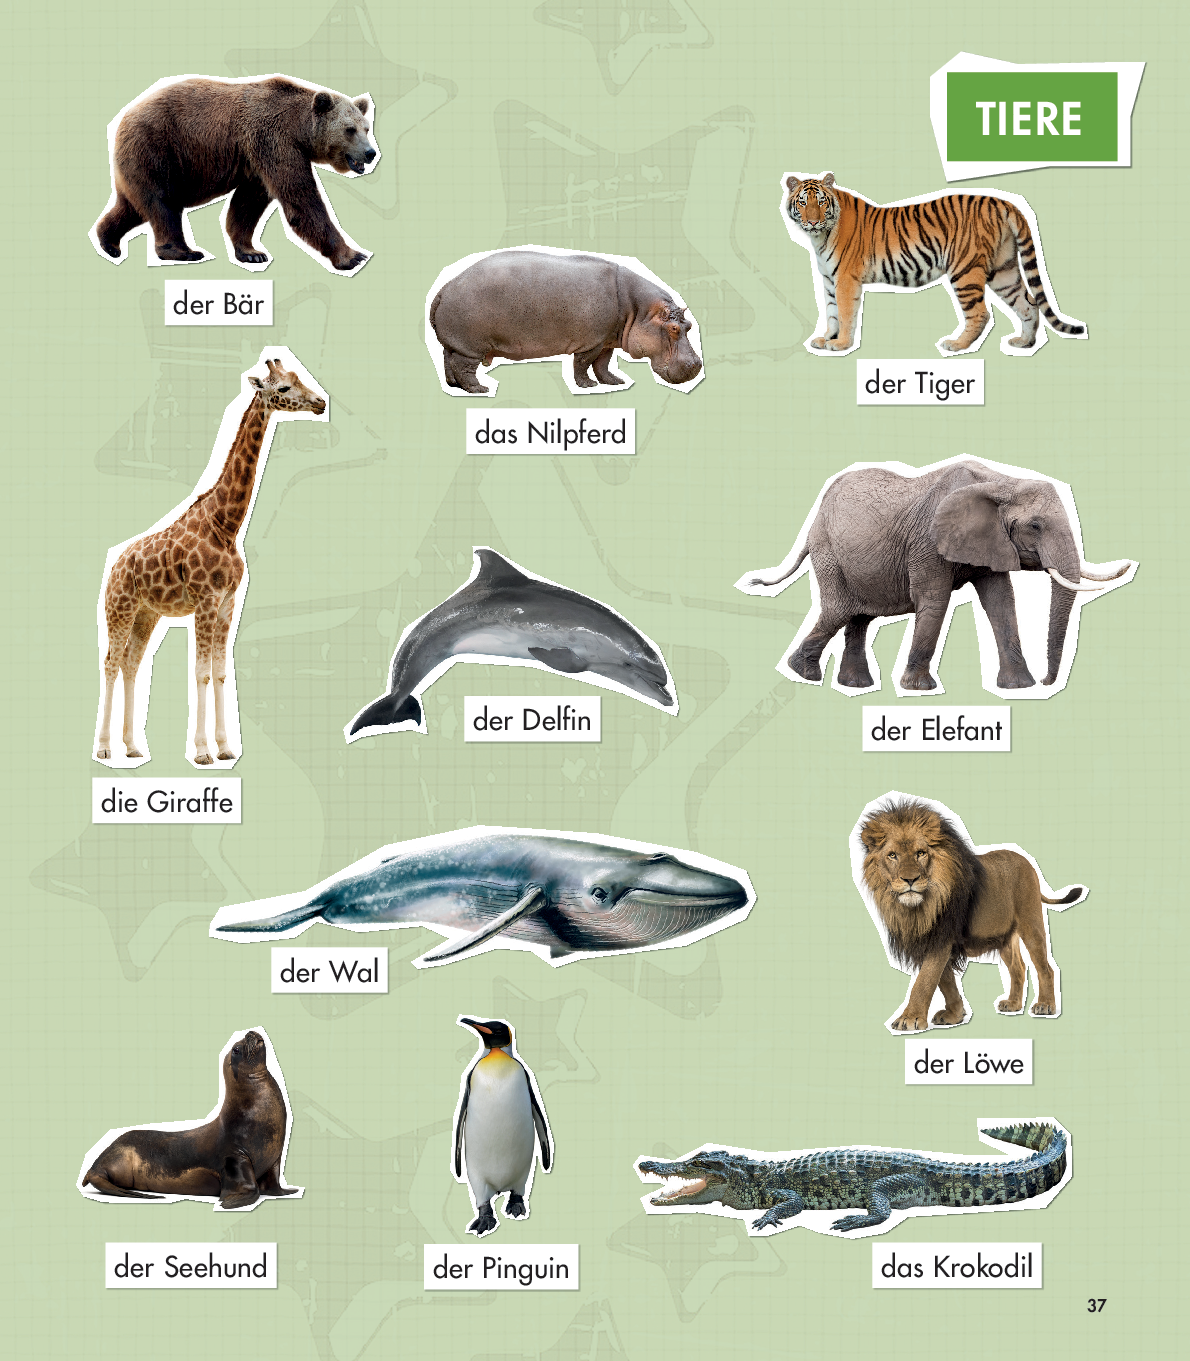 TIERE
der Bär
das Nilpferd
der Tiger
die Giraffe
der Delfin
der Elefant
der Wal
der Löwe
der Seehund
der Pinguin
das Krokodil
37